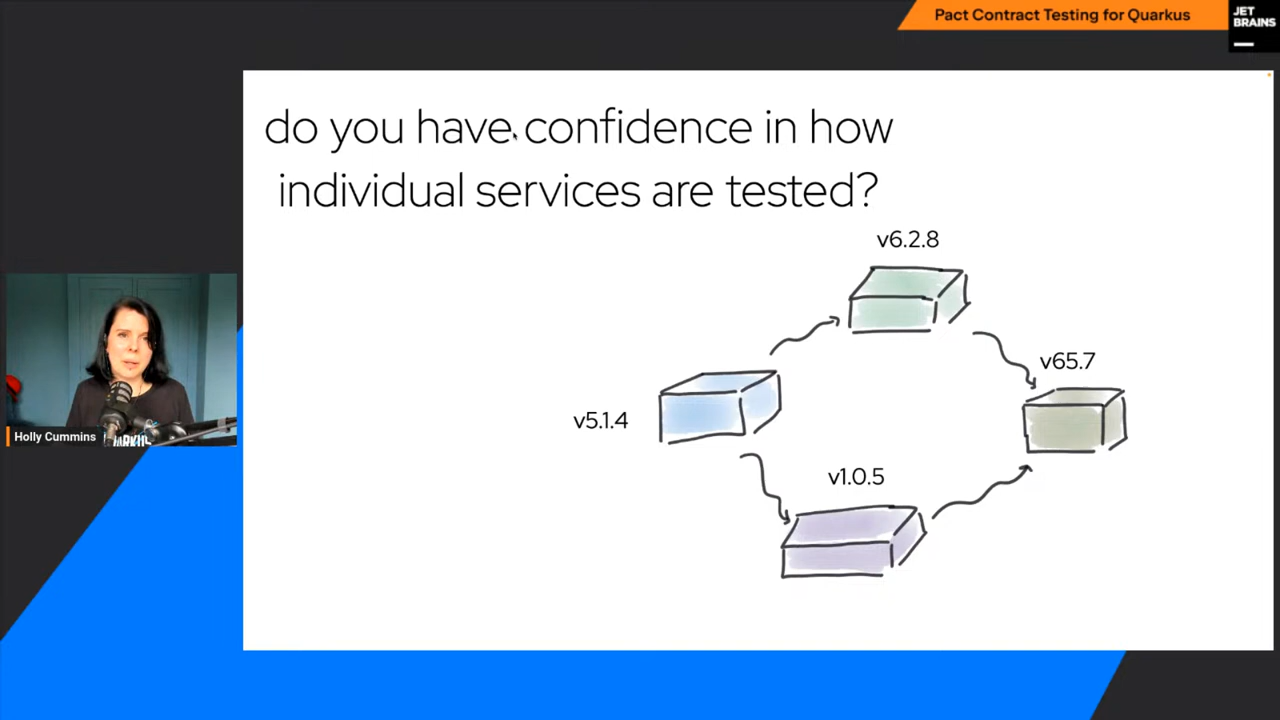 Pact Contract Testing for Quarkus
JET
BRAINS
do you have confidence in how
individual services are tested?
v6.2.8
v65.7
v5.1.4
v1.0.5
Holly Cummins